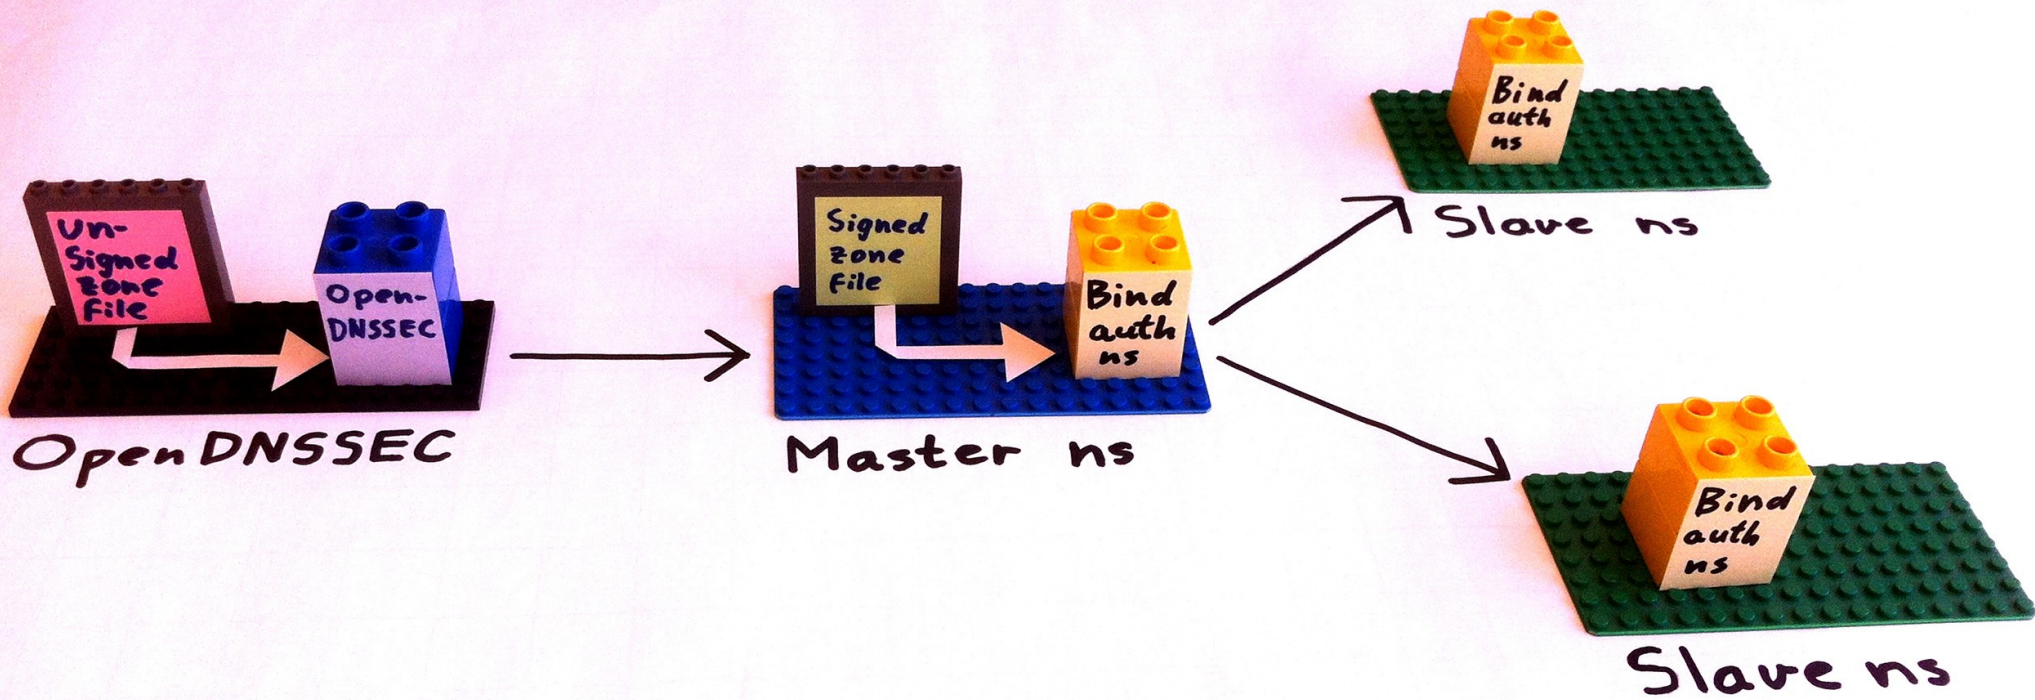 Un-
Signed
zone
file
Open-
DNSSEC
OpenDNSSEC
Signed
zone
file
Bind
auth
ns
Master ns
Bind
auth
ns
Slave ns
Bind
auth
ns
Slave ns